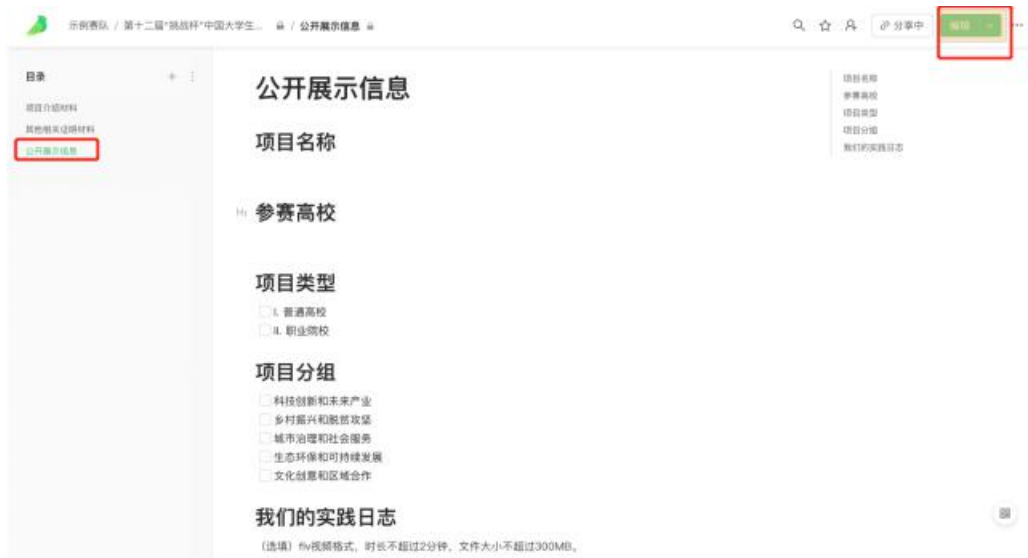 示例赛队 / 第十二届"挑战杯"中国大学生... / 公开展示信息
分享中
编辑
目录
项目介绍材料
其他相关证明材料
公开展示信息
公开展示信息
项目名称
H1 参赛高校
项目类型
I. 普通高校
II. 职业院校
项目分组
科技创新和未来产业
乡村振兴和脱贫攻坚
城市治理和社会服务
生态环保和可持续发展
文化创意和区域合作
我们的实践日志
（选填）flv视频格式，时长不超过2分钟，文件大小不超过300MB。
项目名称
参赛高校
项目类型
项目分组
我们的实践日志